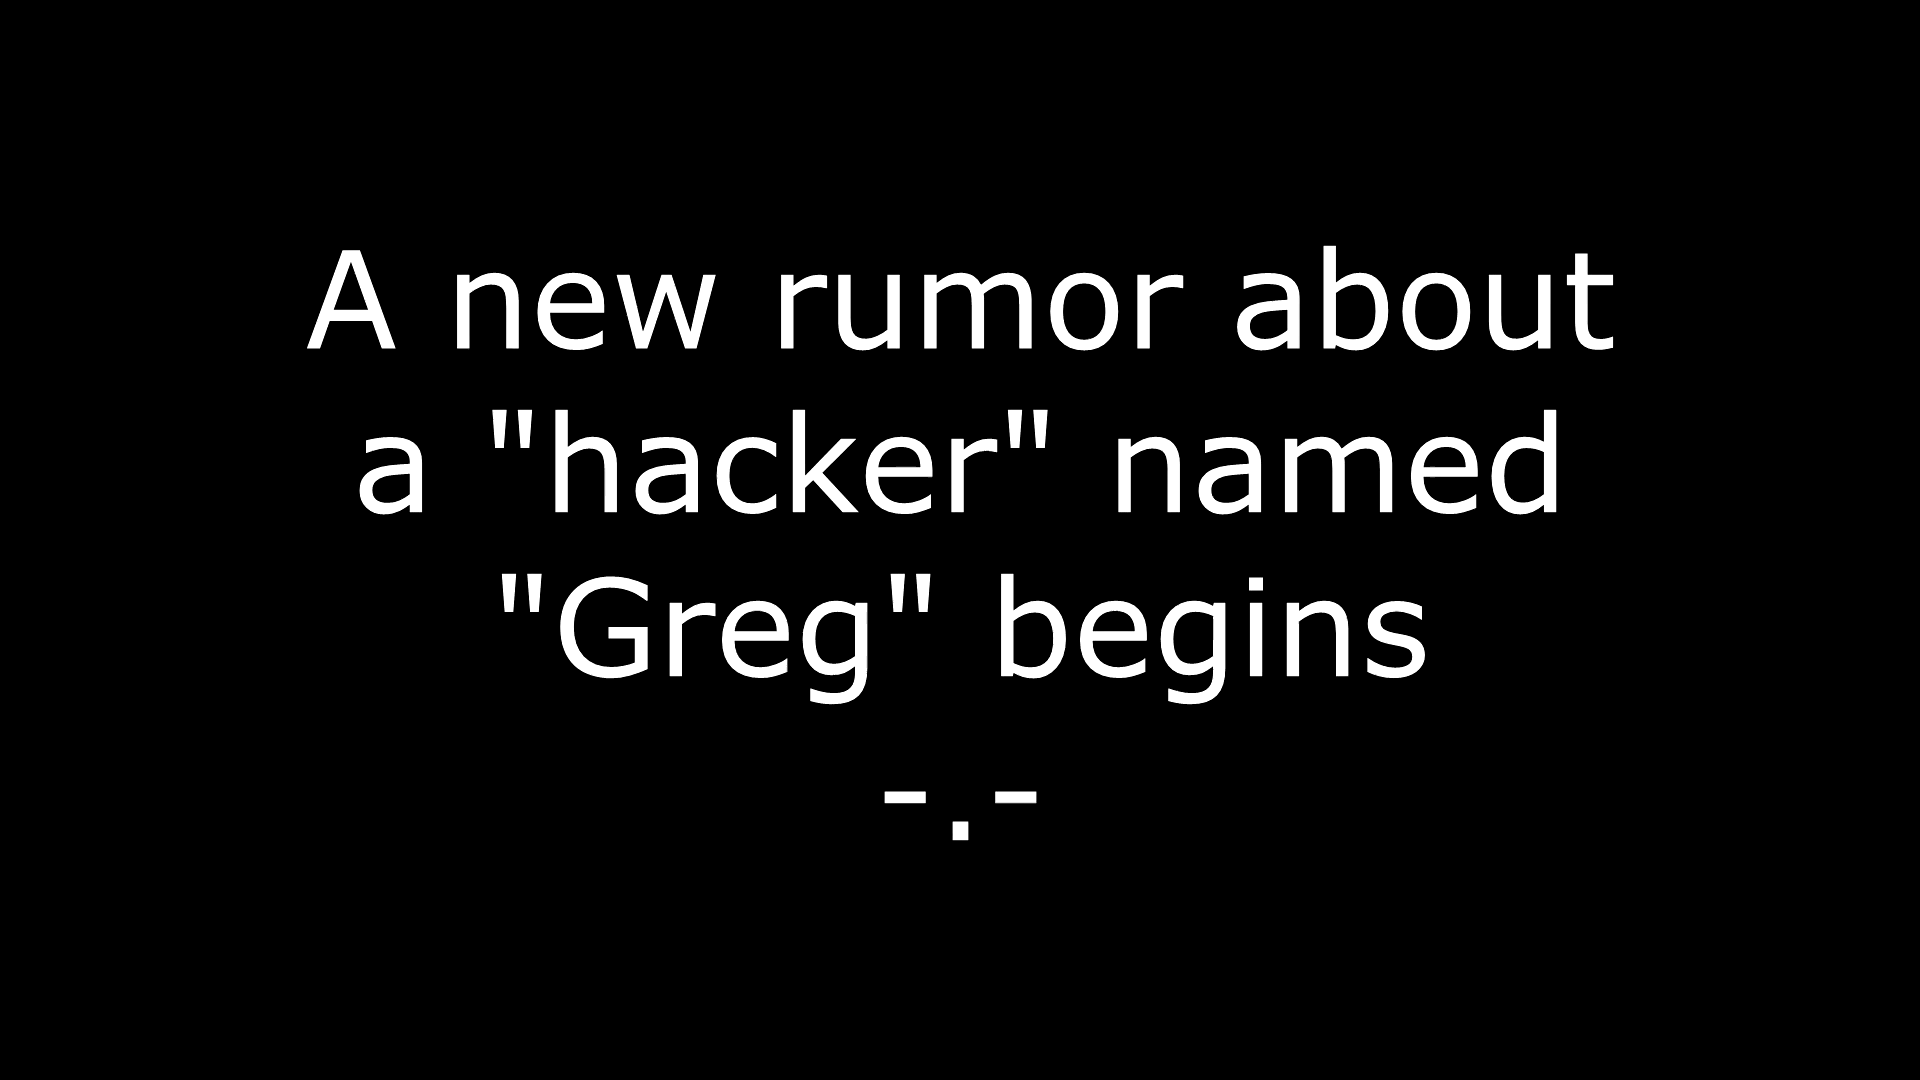 A new rumor about
a "hacker" named
"Greg" begins
-.-